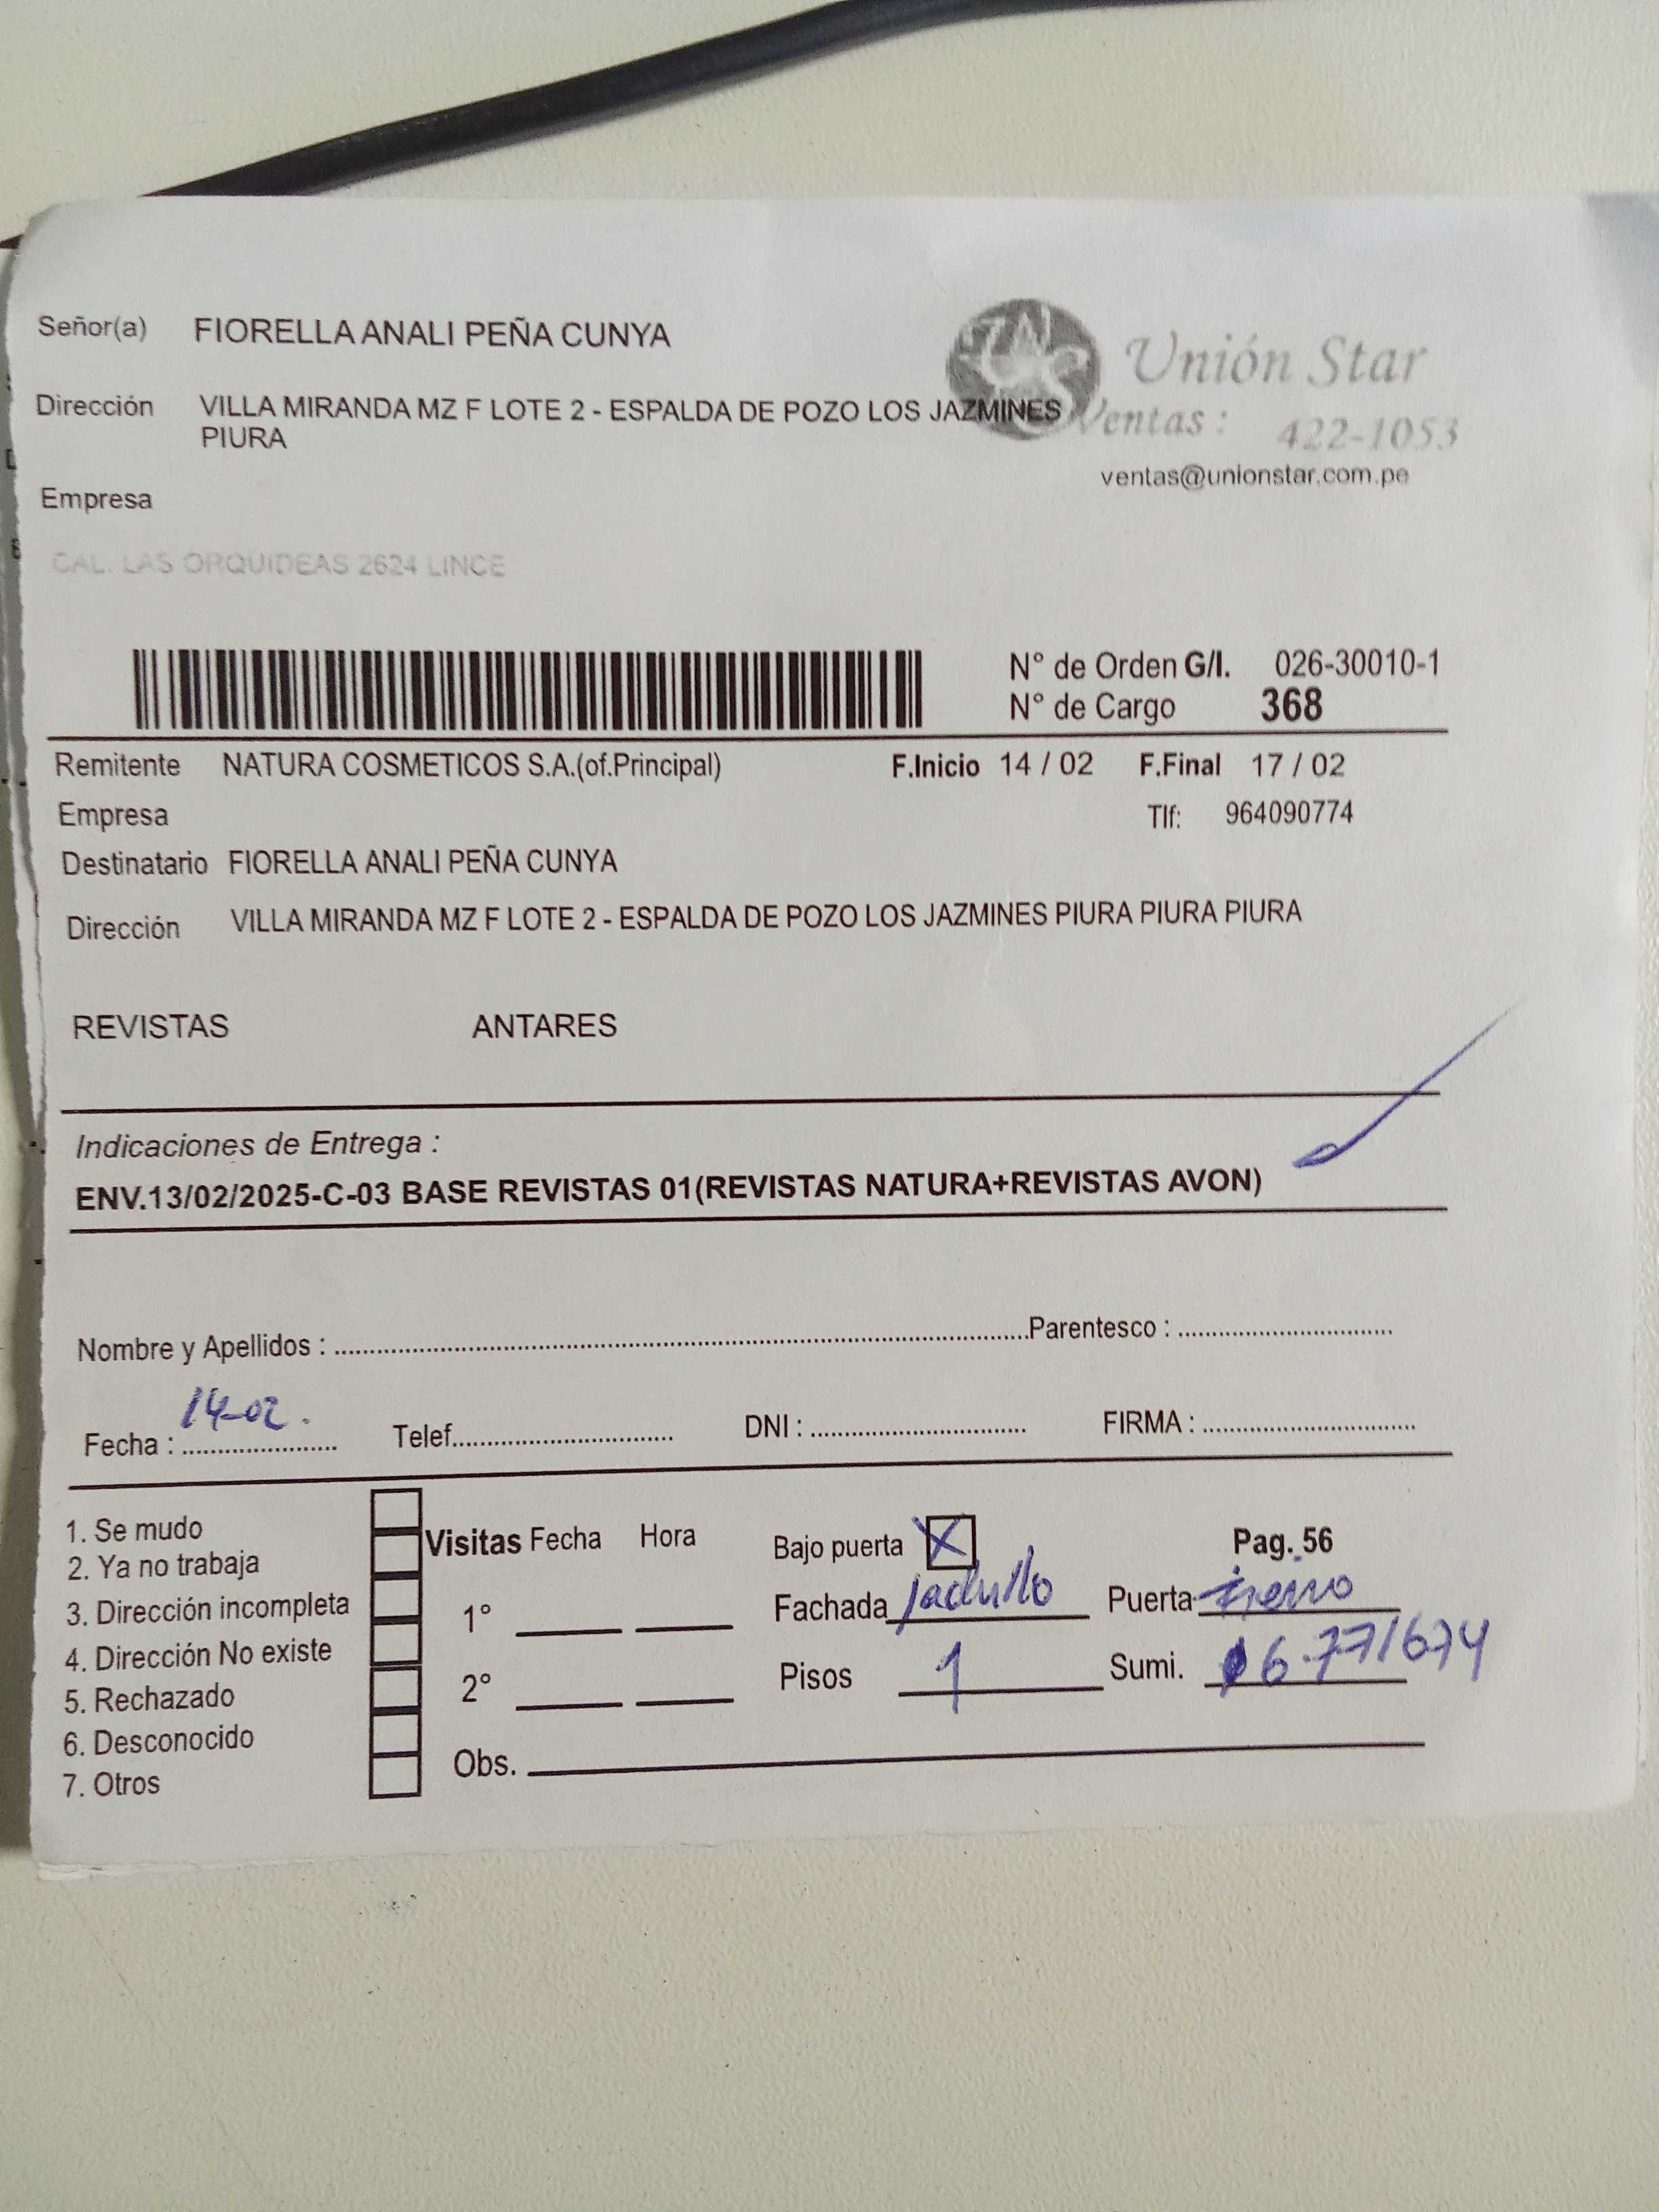 Señor(a) FIORELLA ANALI PEÑA CUNYA
Unión Star
Dirección VILLA MIRANDA MZ F LOTE 2 - ESPALDA DE POZO LOS JAZMINES
PIURA
Ventas : 422-1053
ventas@unionstar.com.pe
Empresa
CAL. LAS ORQUIDEAS 2624 LINCE
N° de Orden G/I. 026-30010-1
N° de Cargo 368
Remitente NATURA COSMETICOS S.A.(of.Principal) F.Inicio 14 / 02 F.Final 17 / 02
Empresa Tlf: 964090774
Destinatario FIORELLA ANALI PEÑA CUNYA
Dirección VILLA MIRANDA MZ F LOTE 2 - ESPALDA DE POZO LOS JAZMINES PIURA PIURA PIURA
REVISTAS ANTARES
Indicaciones de Entrega :
ENV.13/02/2025-C-03 BASE REVISTAS 01(REVISTAS NATURA+REVISTAS AVON)
Nombre y Apellidos : Parentesco :
Fecha : 14-02. Telef. DNI : FIRMA :
1. Se mudo
2. Ya no trabaja
3. Dirección incompleta
4. Dirección No existe
5. Rechazado
6. Desconocido
7. Otros
Visitas Fecha Hora
1°
2°
Obs.
Bajo puerta X Pag. 56
Fachada ladrillo Puerta fierro
Pisos 1 Sumi.